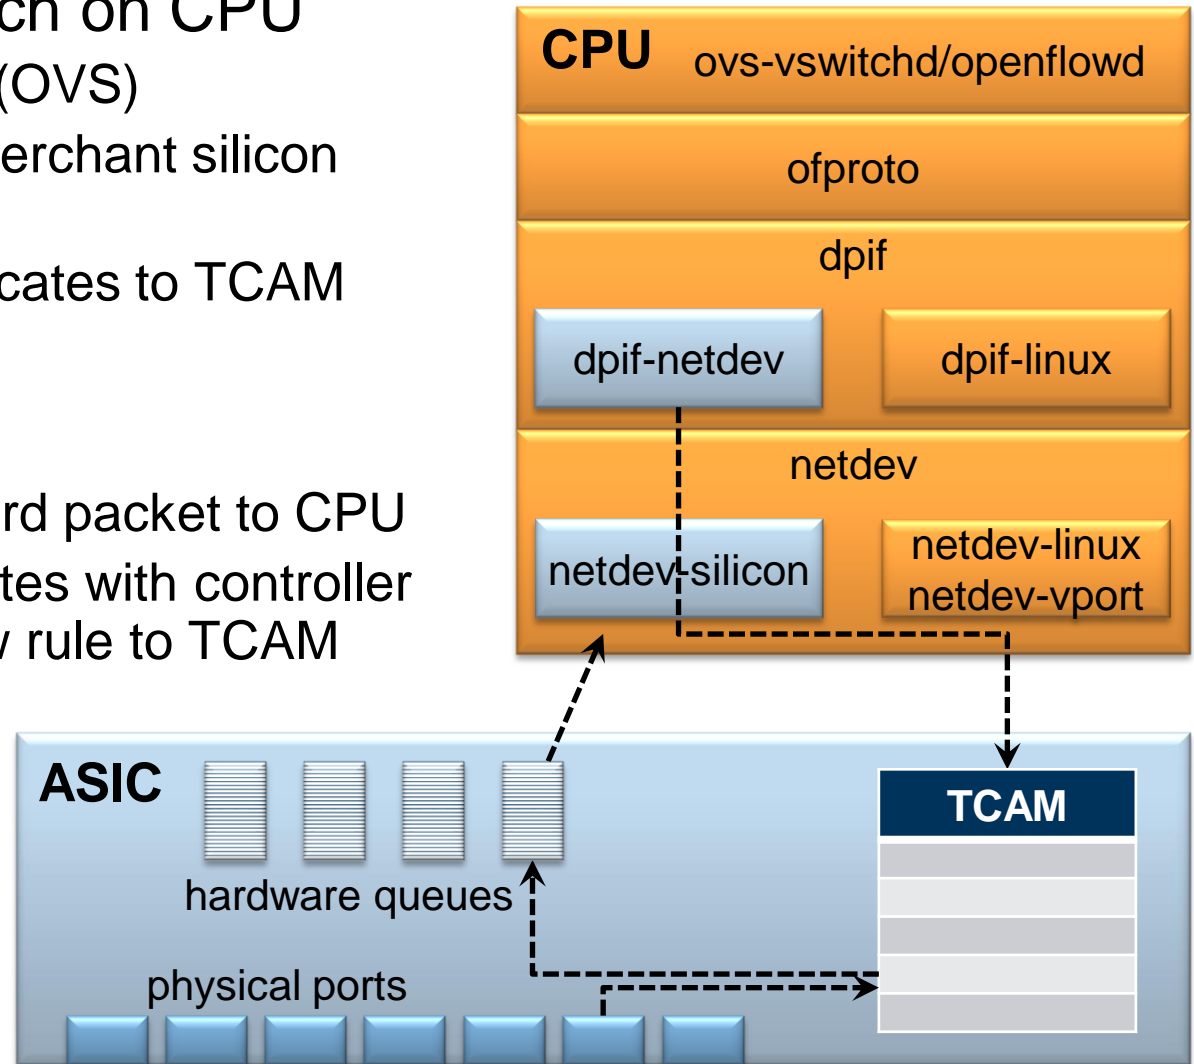 ch on CPU
(OVS)
erchant silicon
cates to TCAM
rd packet to CPU
tes with controller
w rule to TCAM
CPU
ovs-vswitchd/openflowd
ofproto
dpif
dpif-netdev
dpif-linux
netdev
netdev-silicon
netdev-linux
netdev-vport
ASIC
hardware queues
physical ports
TCAM